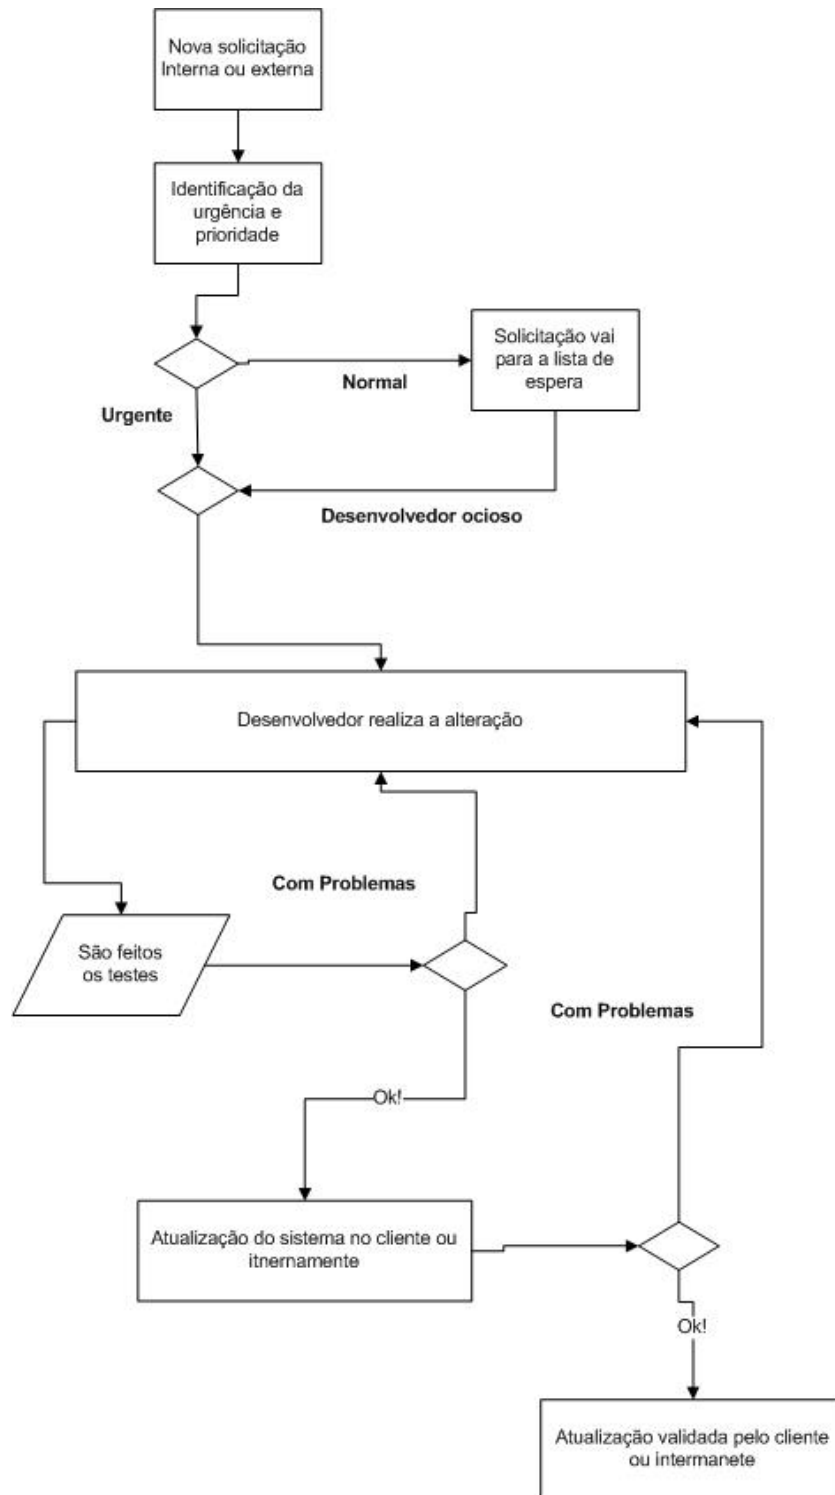 Nova solicitação
Interna ou externa
Identificação da
urgência e
prioridade
Solicitação vai
para a lista de
espera
Normal
Urgente
Desenvolvedor ocioso
Desenvolvedor realiza a alteração
Com Problemas
São feitos
os testes
Com Problemas
Ok!
Atualização do sistema no cliente ou
itnernamente
Ok!
Atualização validada pelo cliente
ou intermanete